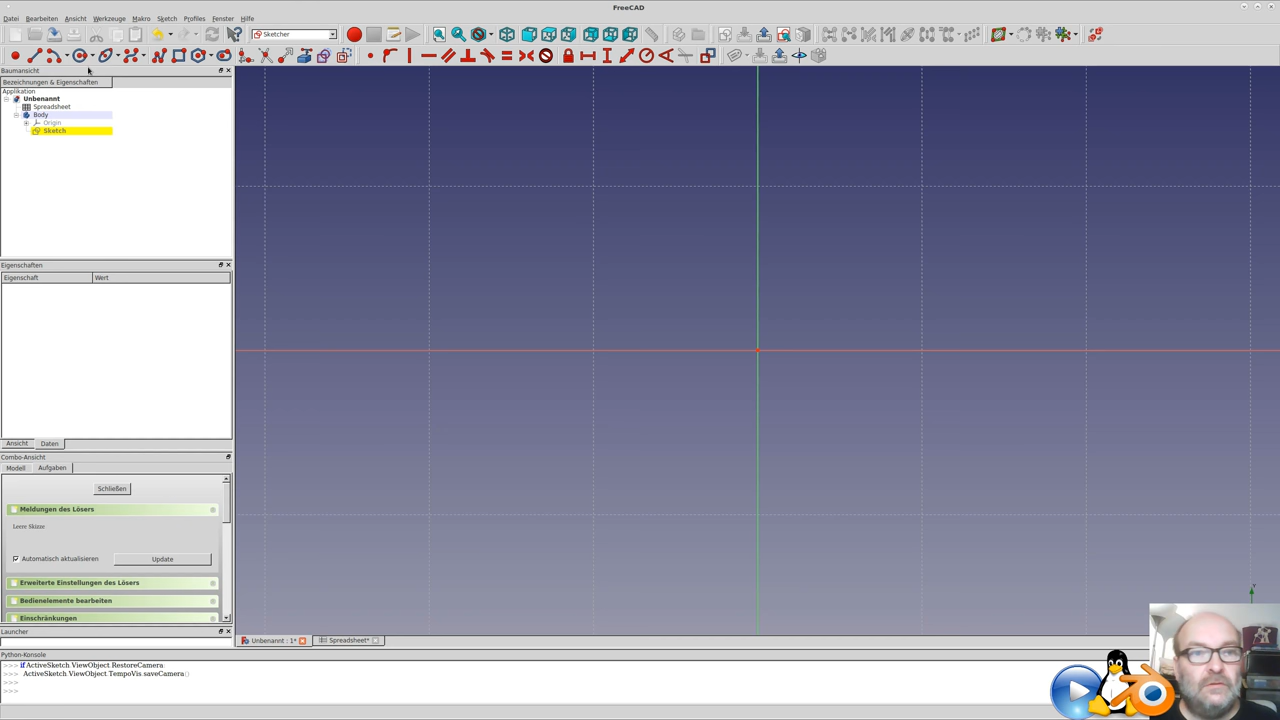 FreeCAD
Datei Bearbeiten Ansicht Werkzeuge Makro Sketch Profiles Fenster Hilfe
Sketcher
Baumansicht
Bezeichnungen & Eigenschaften
Applikation
Unbenannt
Spreadsheet
Body
Origin
Sketch
Eigenschaften
Eigenschaft Wert
Ansicht Daten
Combo-Ansicht
Modell Aufgaben
Schließen
Meldungen des Lösers
Leere Skizze
Automatisch aktualisieren Update
Erweiterte Einstellungen des Lösers
Bedienelemente bearbeiten
Einschränkungen
Launcher
Unbenannt : 1* Spreadsheet*
Python-Konsole
>>> if ActiveSketch ViewObject RestoreCamera
>>> ActiveSketch ViewObject TempoVis saveCamera()
>>>
>>>
Y